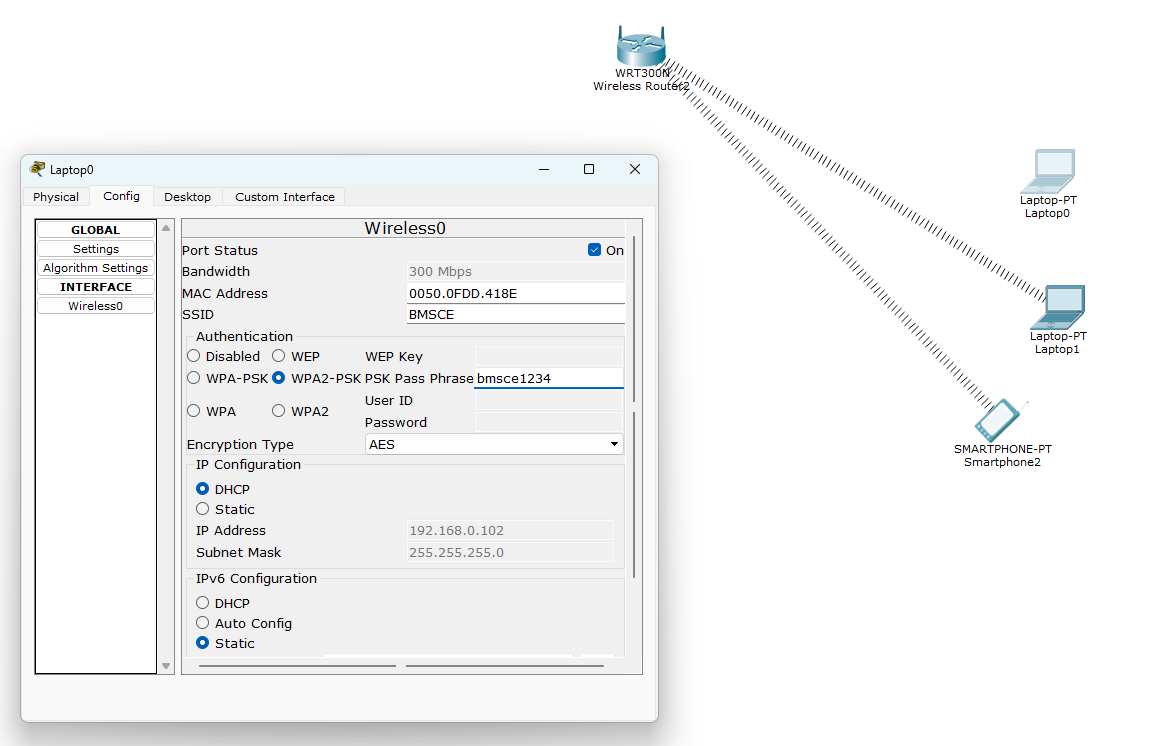 WRT300N
Wireless Router2
Laptop0
Physical
Config
Desktop
Custom Interface
GLOBAL
Settings
Algorithm Settings
INTERFACE
Wireless0
Wireless0
Port Status
On
Bandwidth
300 Mbps
MAC Address
0050.0FDD.418E
SSID
BMSCE
Authentication
Disabled
WEP
WEP Key
WPA-PSK
WPA2-PSK
PSK Pass Phrase
bmsce1234
User ID
WPA
WPA2
Password
Encryption Type
AES
IP Configuration
DHCP
Static
IP Address
192.168.0.102
Subnet Mask
255.255.255.0
IPv6 Configuration
DHCP
Auto Config
Static
Laptop-PT
Laptop0
Laptop-PT
Laptop1
SMARTPHONE-PT
Smartphone2